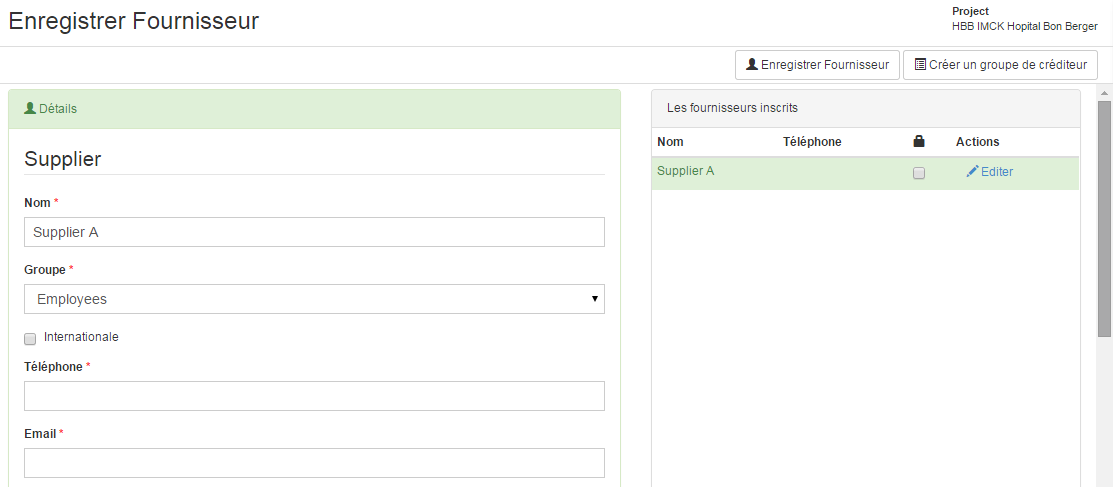 Enregistrer Fournisseur
Project
HBB IMCK Hopital Bon Berger
Enregistrer Fournisseur
Créer un groupe de créditeur
Détails
Supplier
Nom *
Supplier A
Groupe *
Employees
Internationale
Téléphone *
Email *
Les fournisseurs inscrits
Nom Téléphone Actions
Supplier A Editer